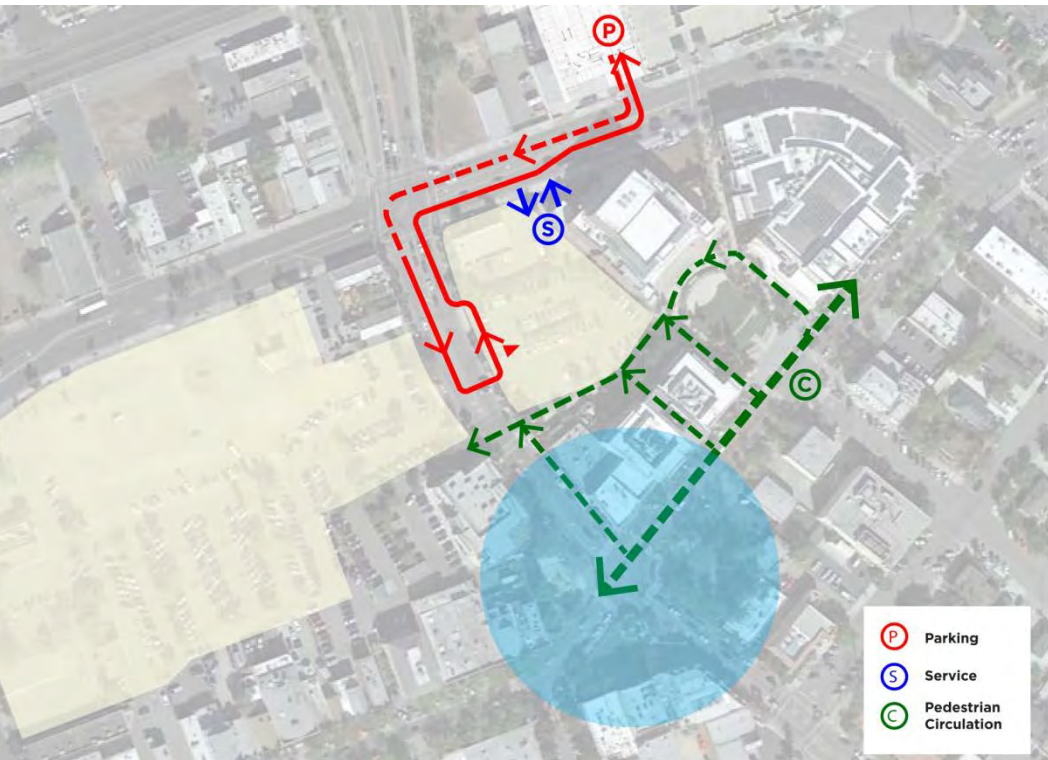 P
S
C
P Parking
S Service
C Pedestrian
Circulation